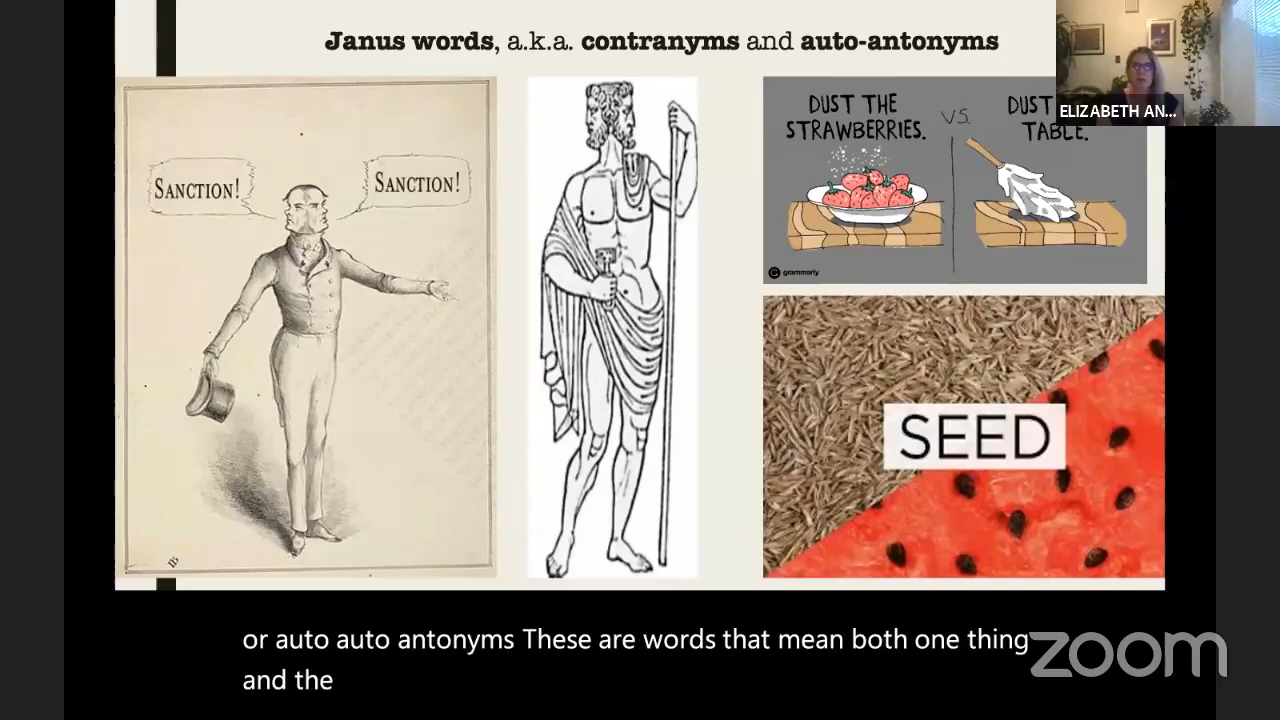 Janus words, a.k.a. contranyms and auto-antonyms
SANCTION!
SANCTION!
DUST THE
STRAWBERRIES.
VS.
DUST
TABLE.
grammarly
SEED
ELIZABETH AN...
or auto auto antonyms These are words that mean both one thing
and the
zoom